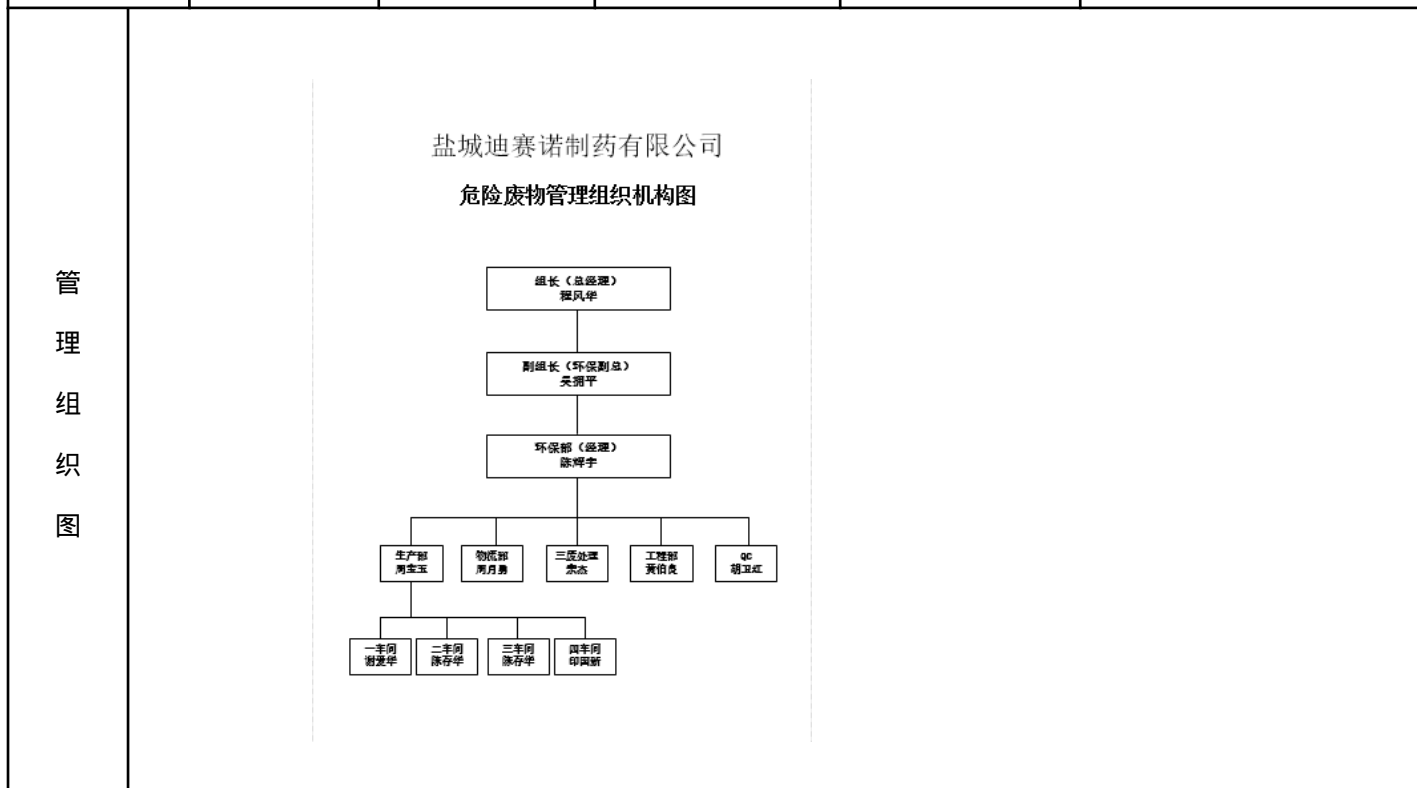 管
理
组
织
图
盐城迪赛诺制药有限公司
危险废物管理组织机构图
组长（总经理）
程风华
副组长（环保副总）
吴拥平
环保部（经理）
陈辉宇
生产部
周宝玉
物流部
周月勇
三废处理
宗杰
工程部
黄伯良
QC
胡卫红
一车间
谢爱华
二车间
陈存华
三车间
陈存华
四车间
印国新